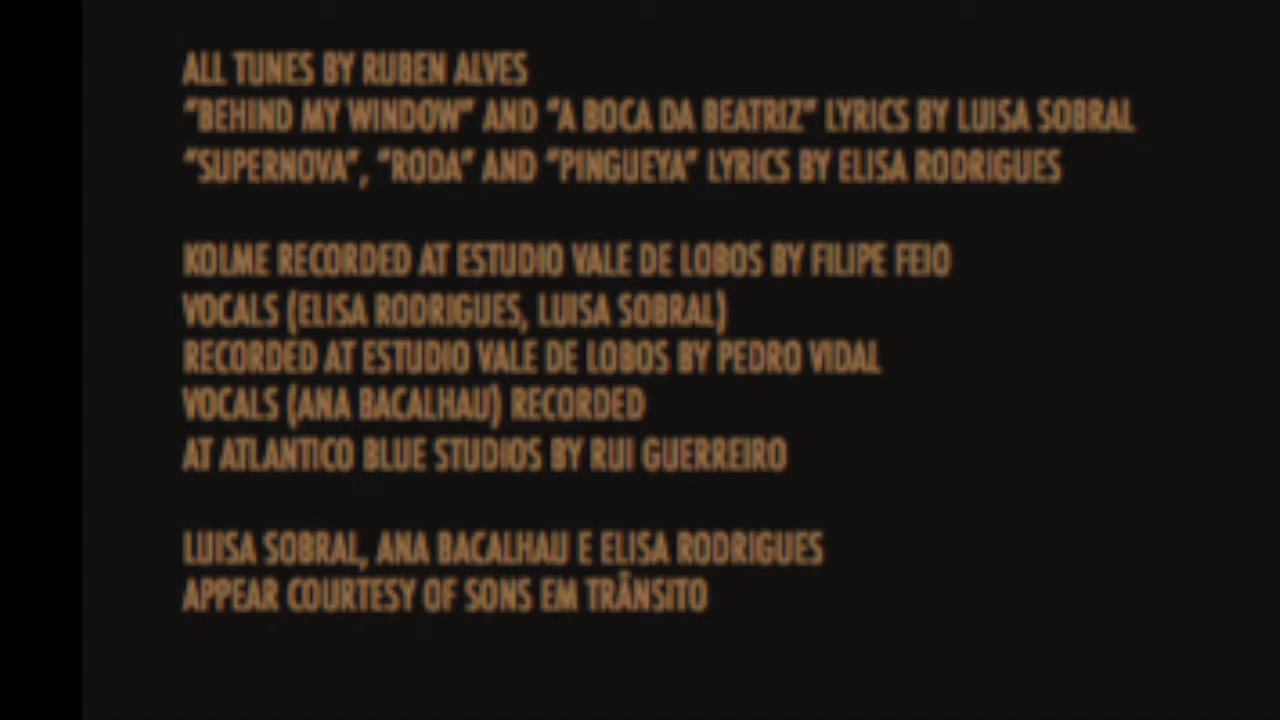 ALL TUNES BY RUBEN ALVES
“BEHIND MY WINDOW” AND “A BOCA DA BEATRIZ” LYRICS BY LUISA SOBRAL
“SUPERNOVA”, “RODA” AND “PINGUEYA” LYRICS BY ELISA RODRIGUES
KOLME RECORDED AT ESTUDIO VALE DE LOBOS BY FILIPE FEIO
VOCALS (ELISA RODRIGUES, LUISA SOBRAL)
RECORDED AT ESTUDIO VALE DE LOBOS BY PEDRO VIDAL
VOCALS (ANA BACALHAU) RECORDED
AT ATLANTICO BLUE STUDIOS BY RUI GUERREIRO
LUISA SOBRAL, ANA BACALHAU E ELISA RODRIGUES
APPEAR COURTESY OF SONS EM TRÂNSITO